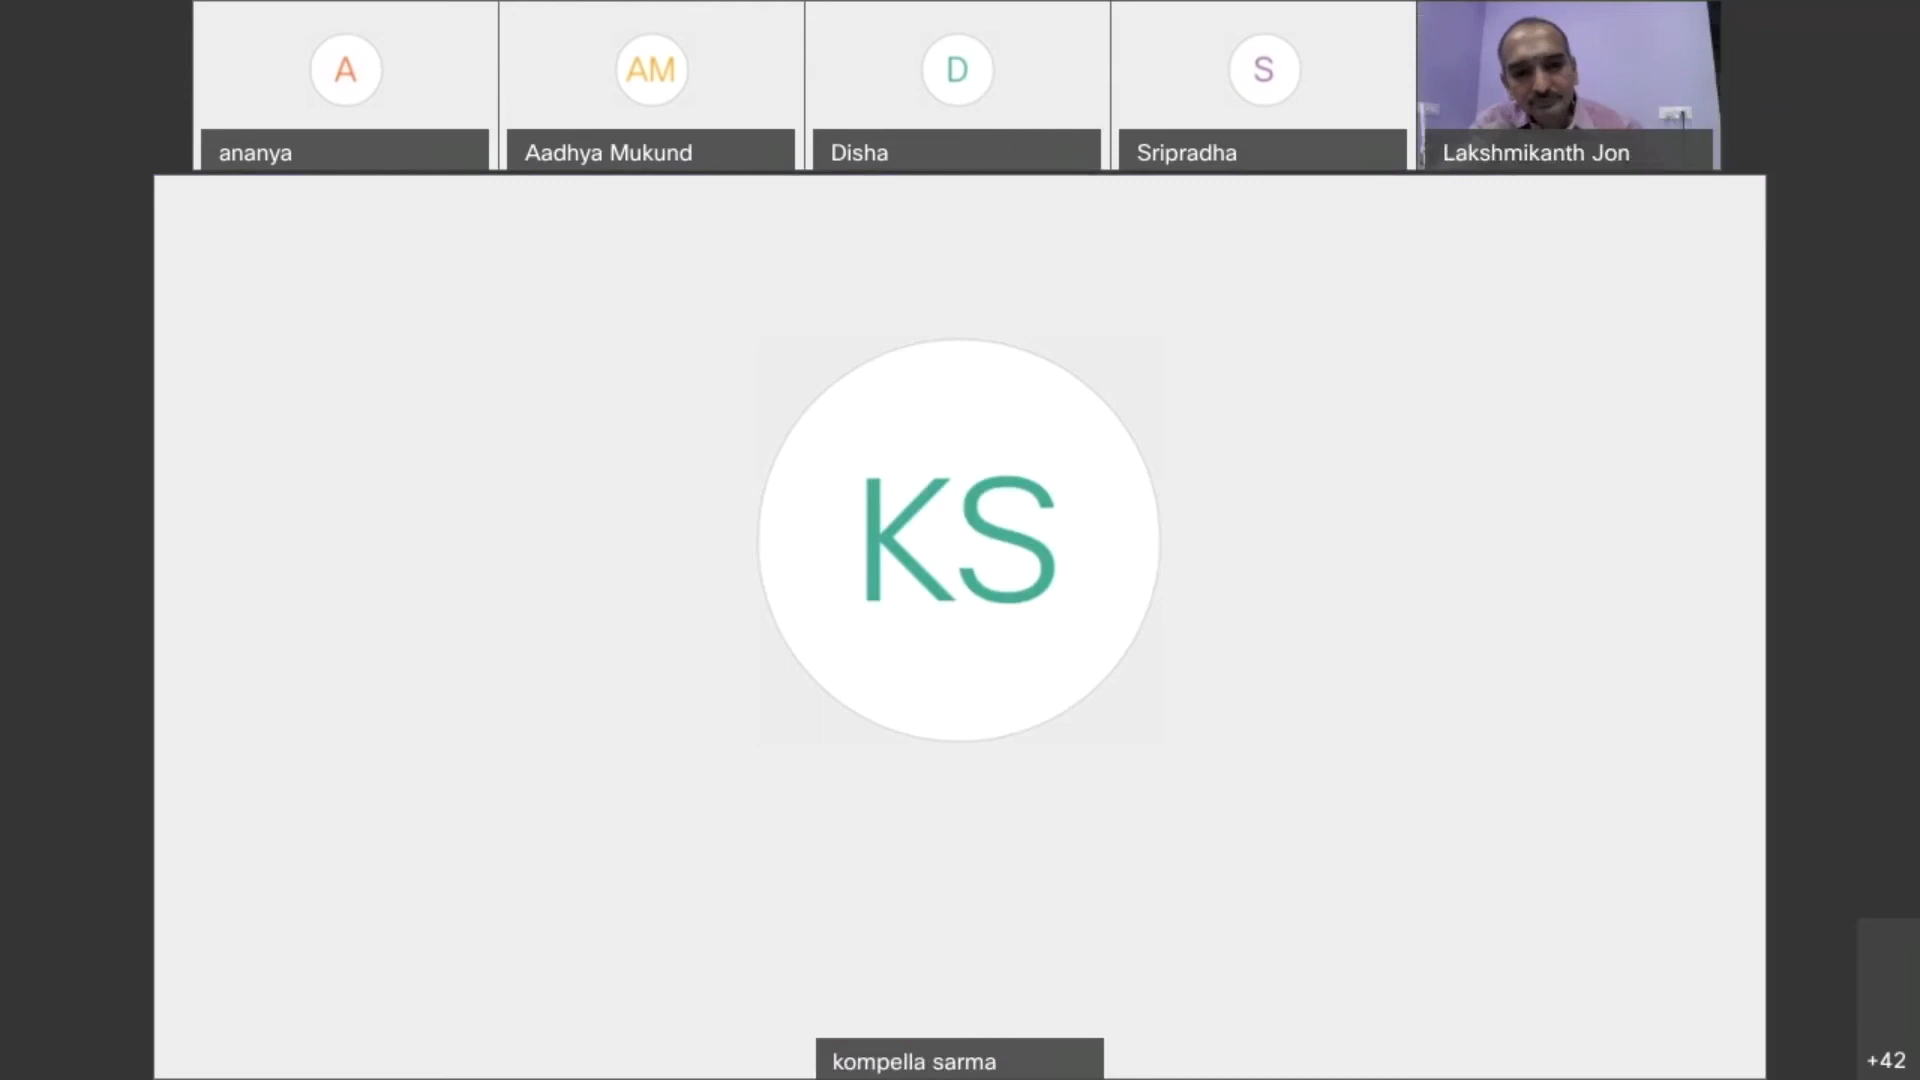 A
AM
D
S
ananya
Aadhya Mukund
Disha
Sripradha
Lakshmikanth Jon
KS
kompella sarma
+42